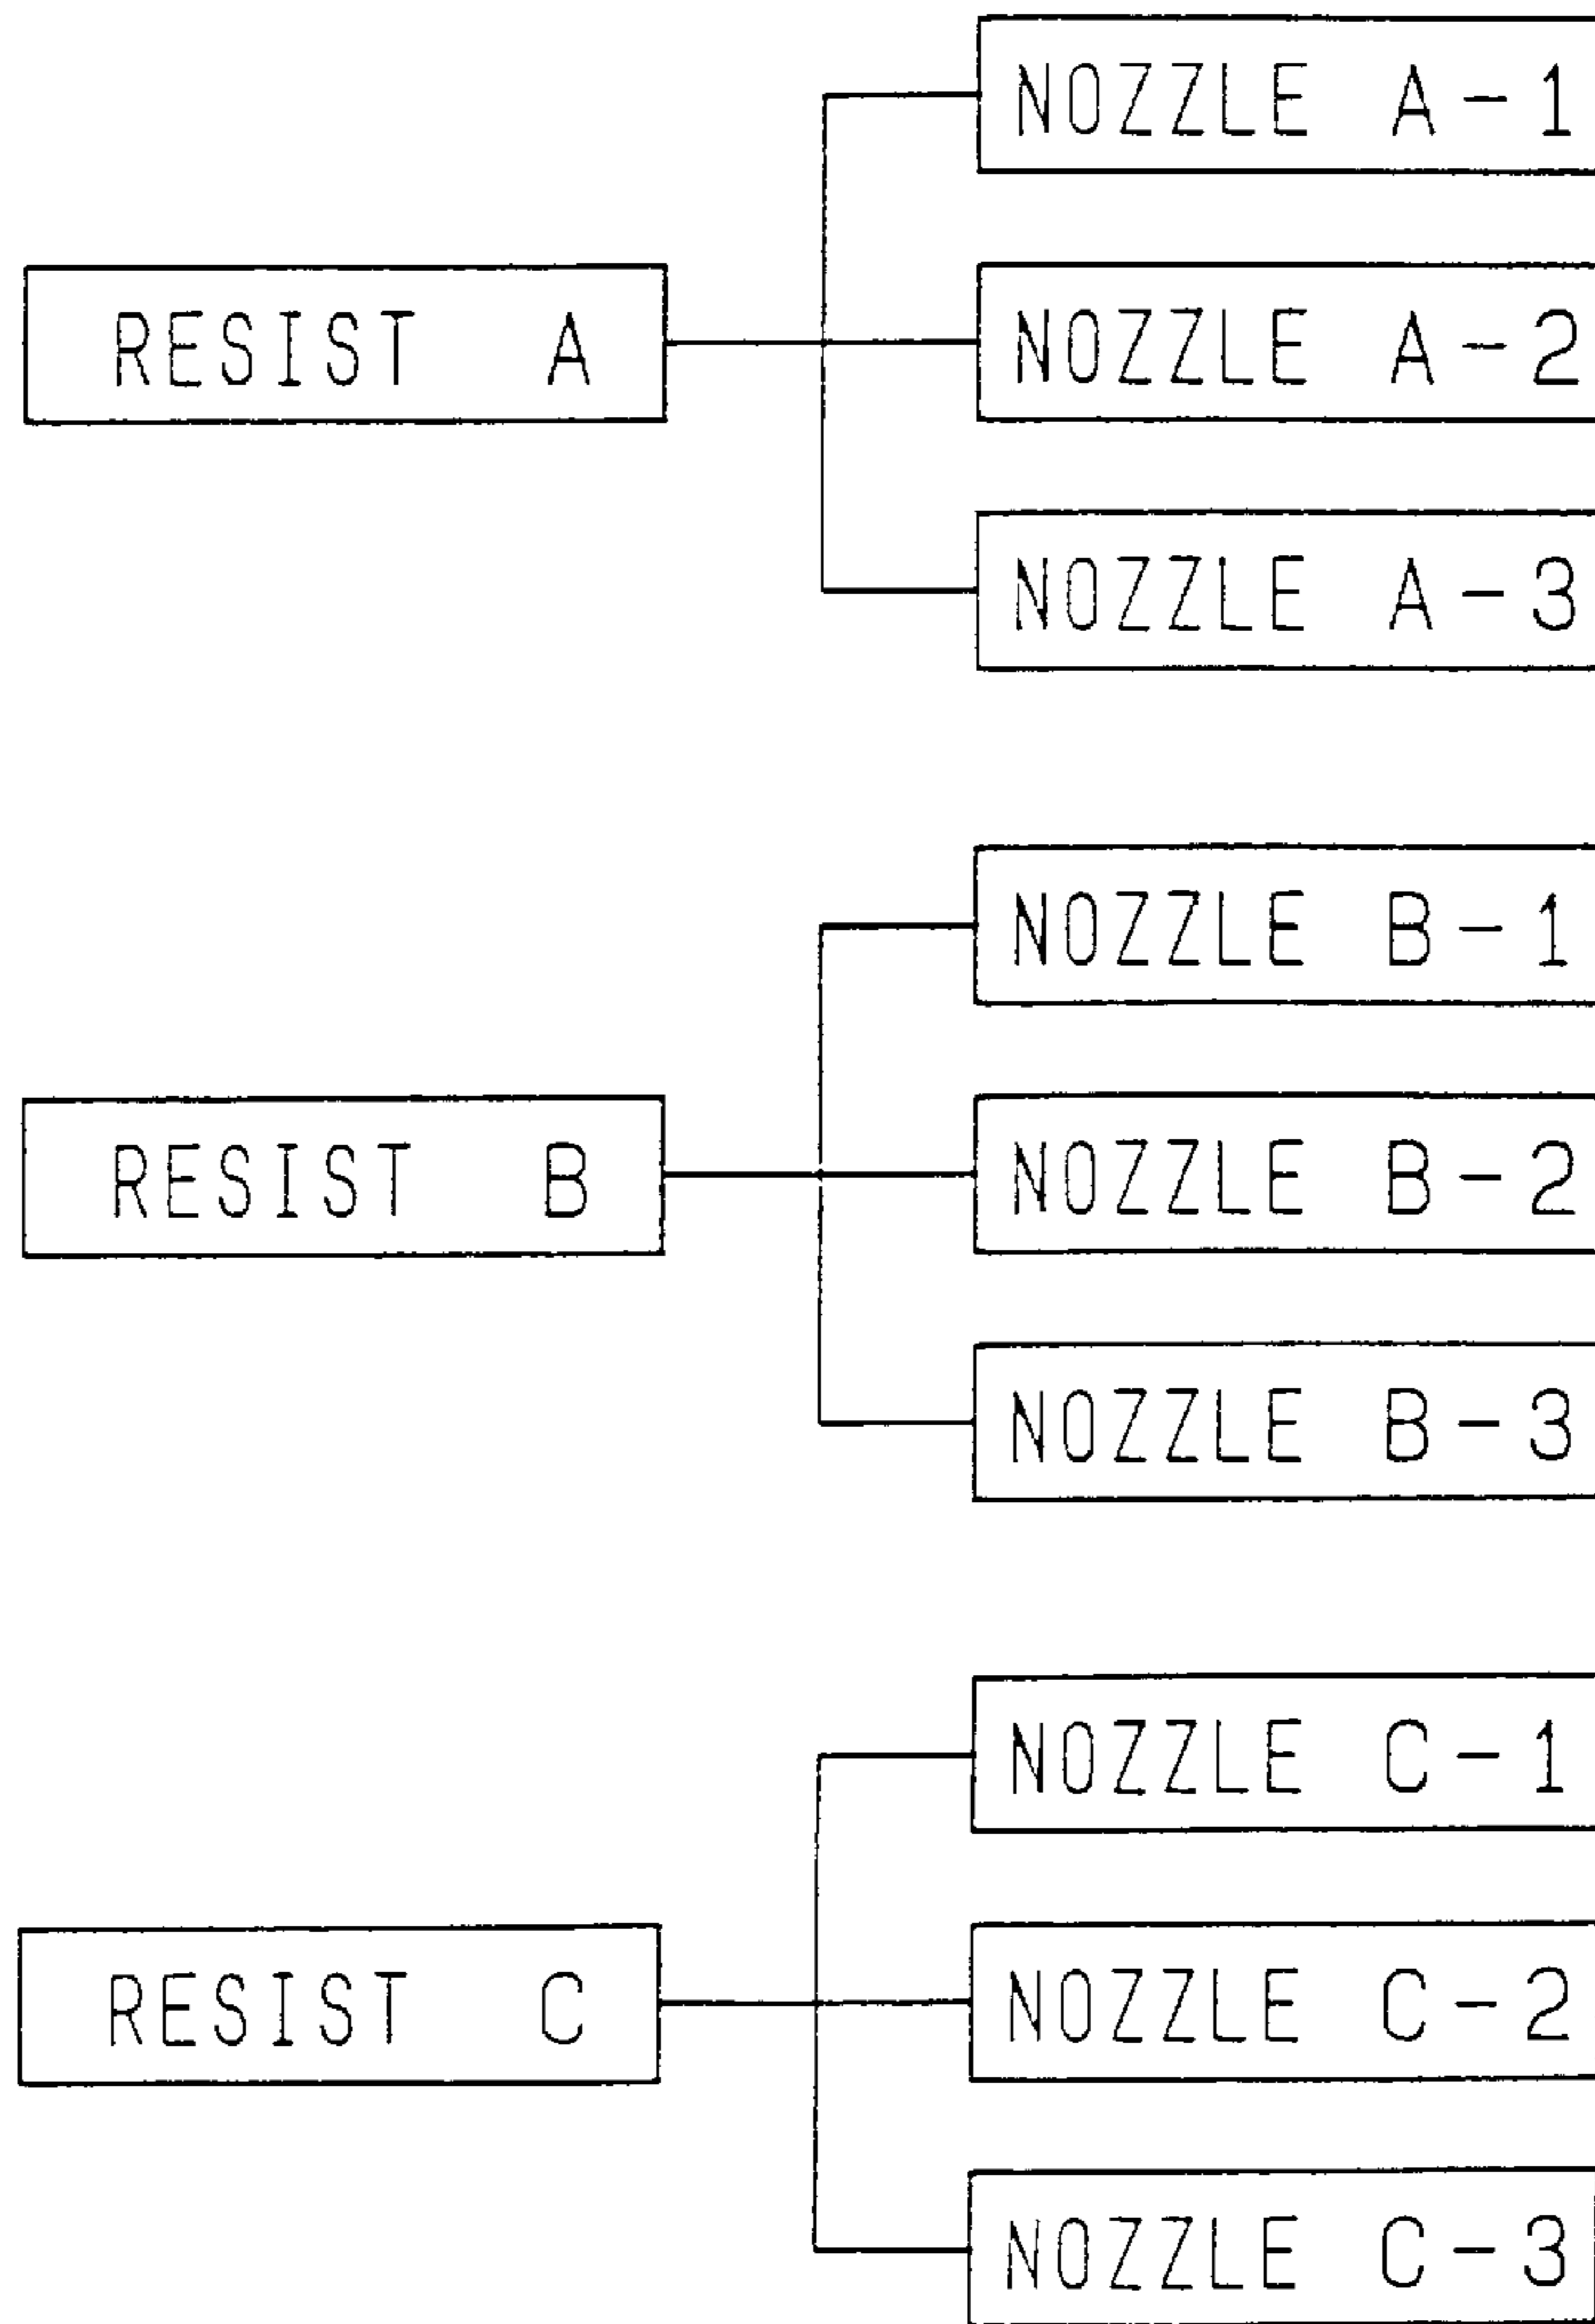 NOZZLE A-1
RESIST A
NOZZLE A-2
NOZZLE A-3
NOZZLE B-1
RESIST B
NOZZLE B-2
NOZZLE B-3
NOZZLE C-1
RESIST C
NOZZLE C-2
NOZZLE C-3